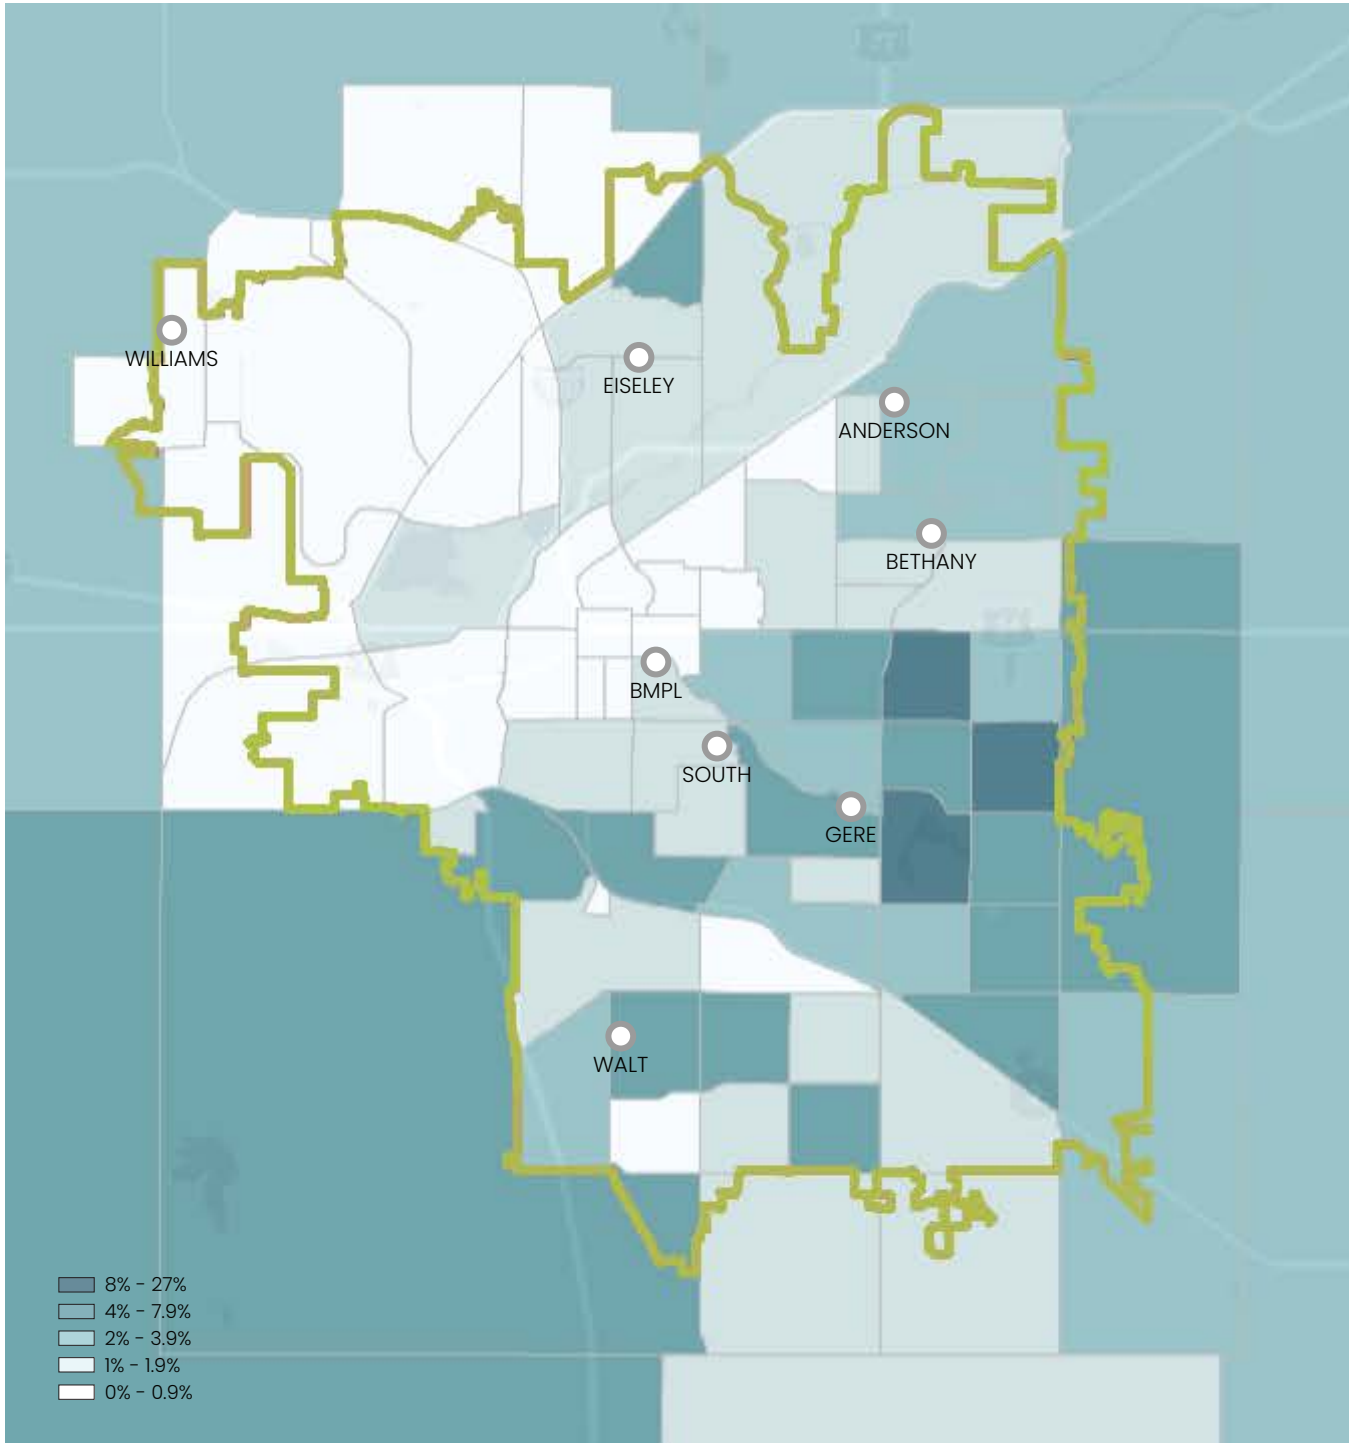 WILLIAMS
EISELEY
ANDERSON
BETHANY
BMPL
SOUTH
GERE
WALT
8% - 27%
4% - 7.9%
2% - 3.9%
1% - 1.9%
0% - 0.9%